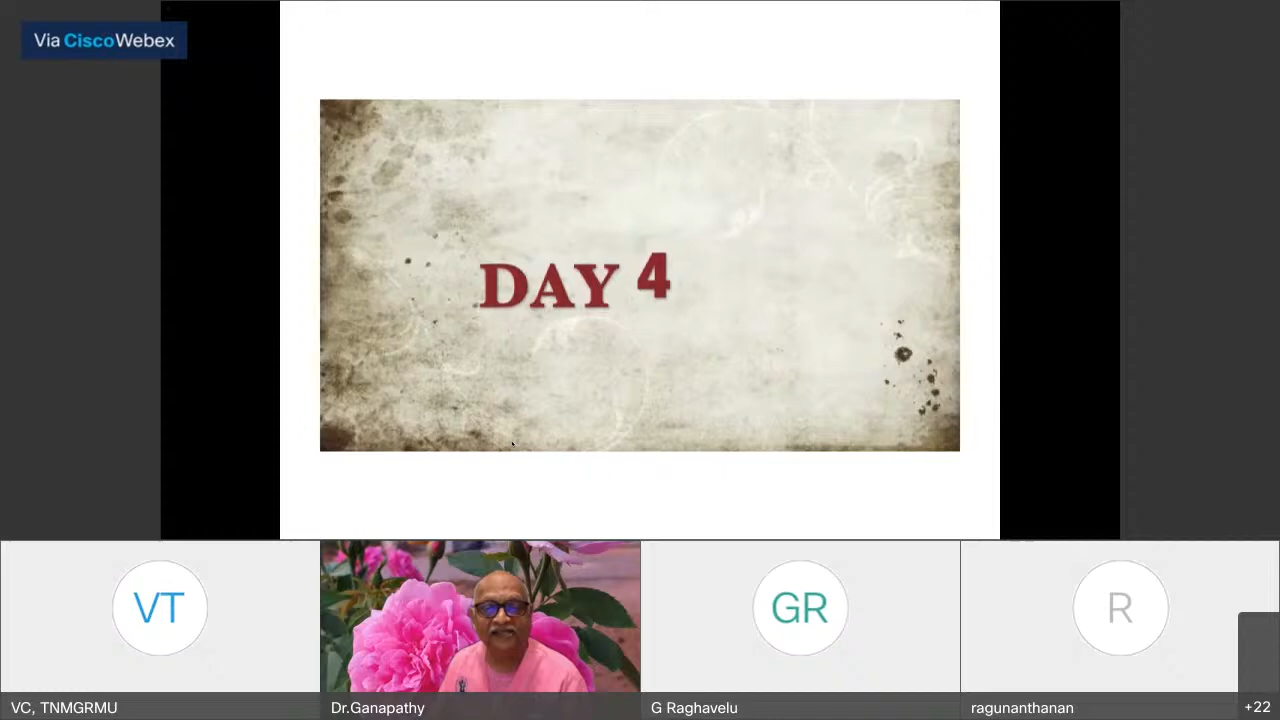 Via CiscoWebex
DAY 4
VT
GR
R
VC, TNMGRMU
Dr.Ganapathy
G Raghavelu
ragunanthanan
+22